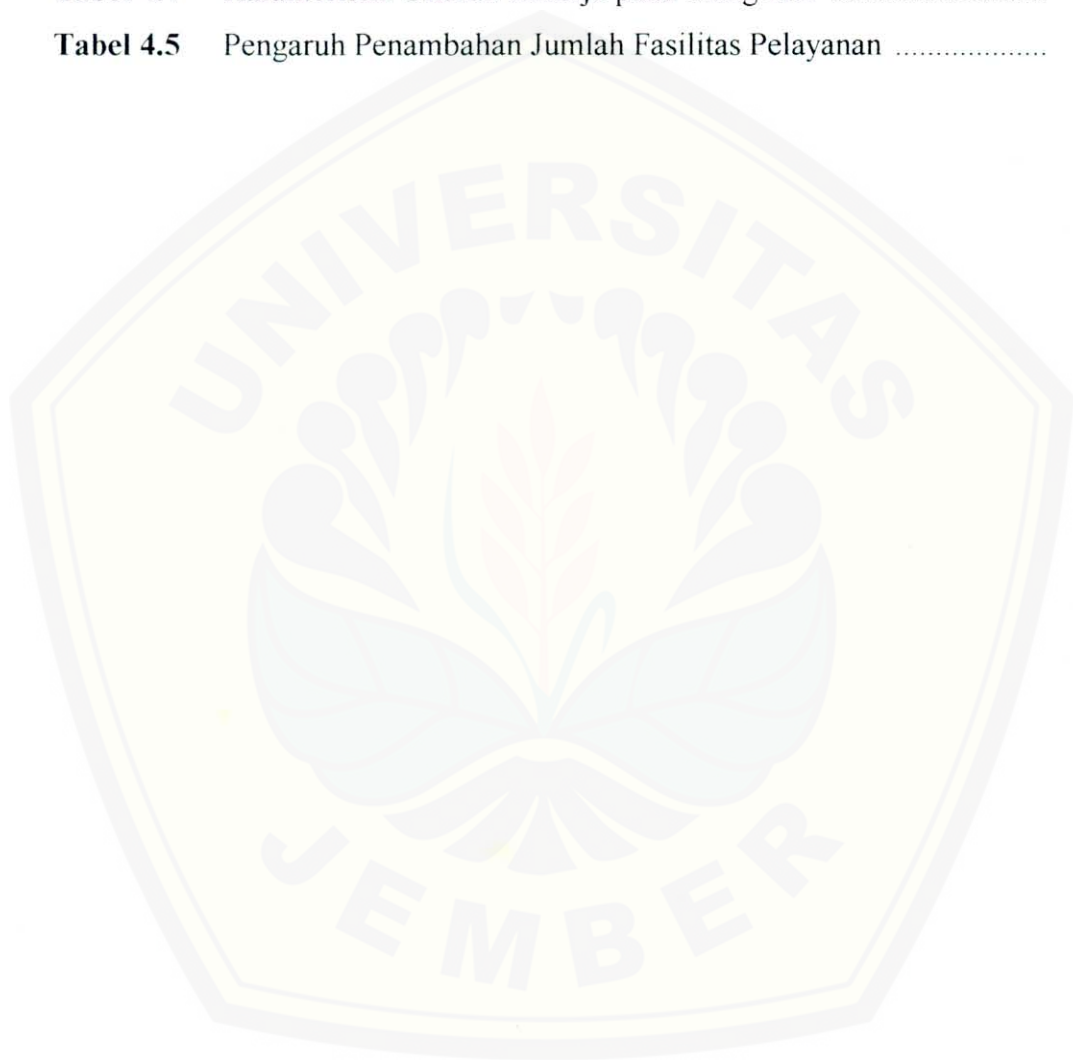 Tabel 4.5 Pengaruh Penambahan Jumlah Fasilitas Pelayanan ...................
UNIVERSITAS
JEMBER